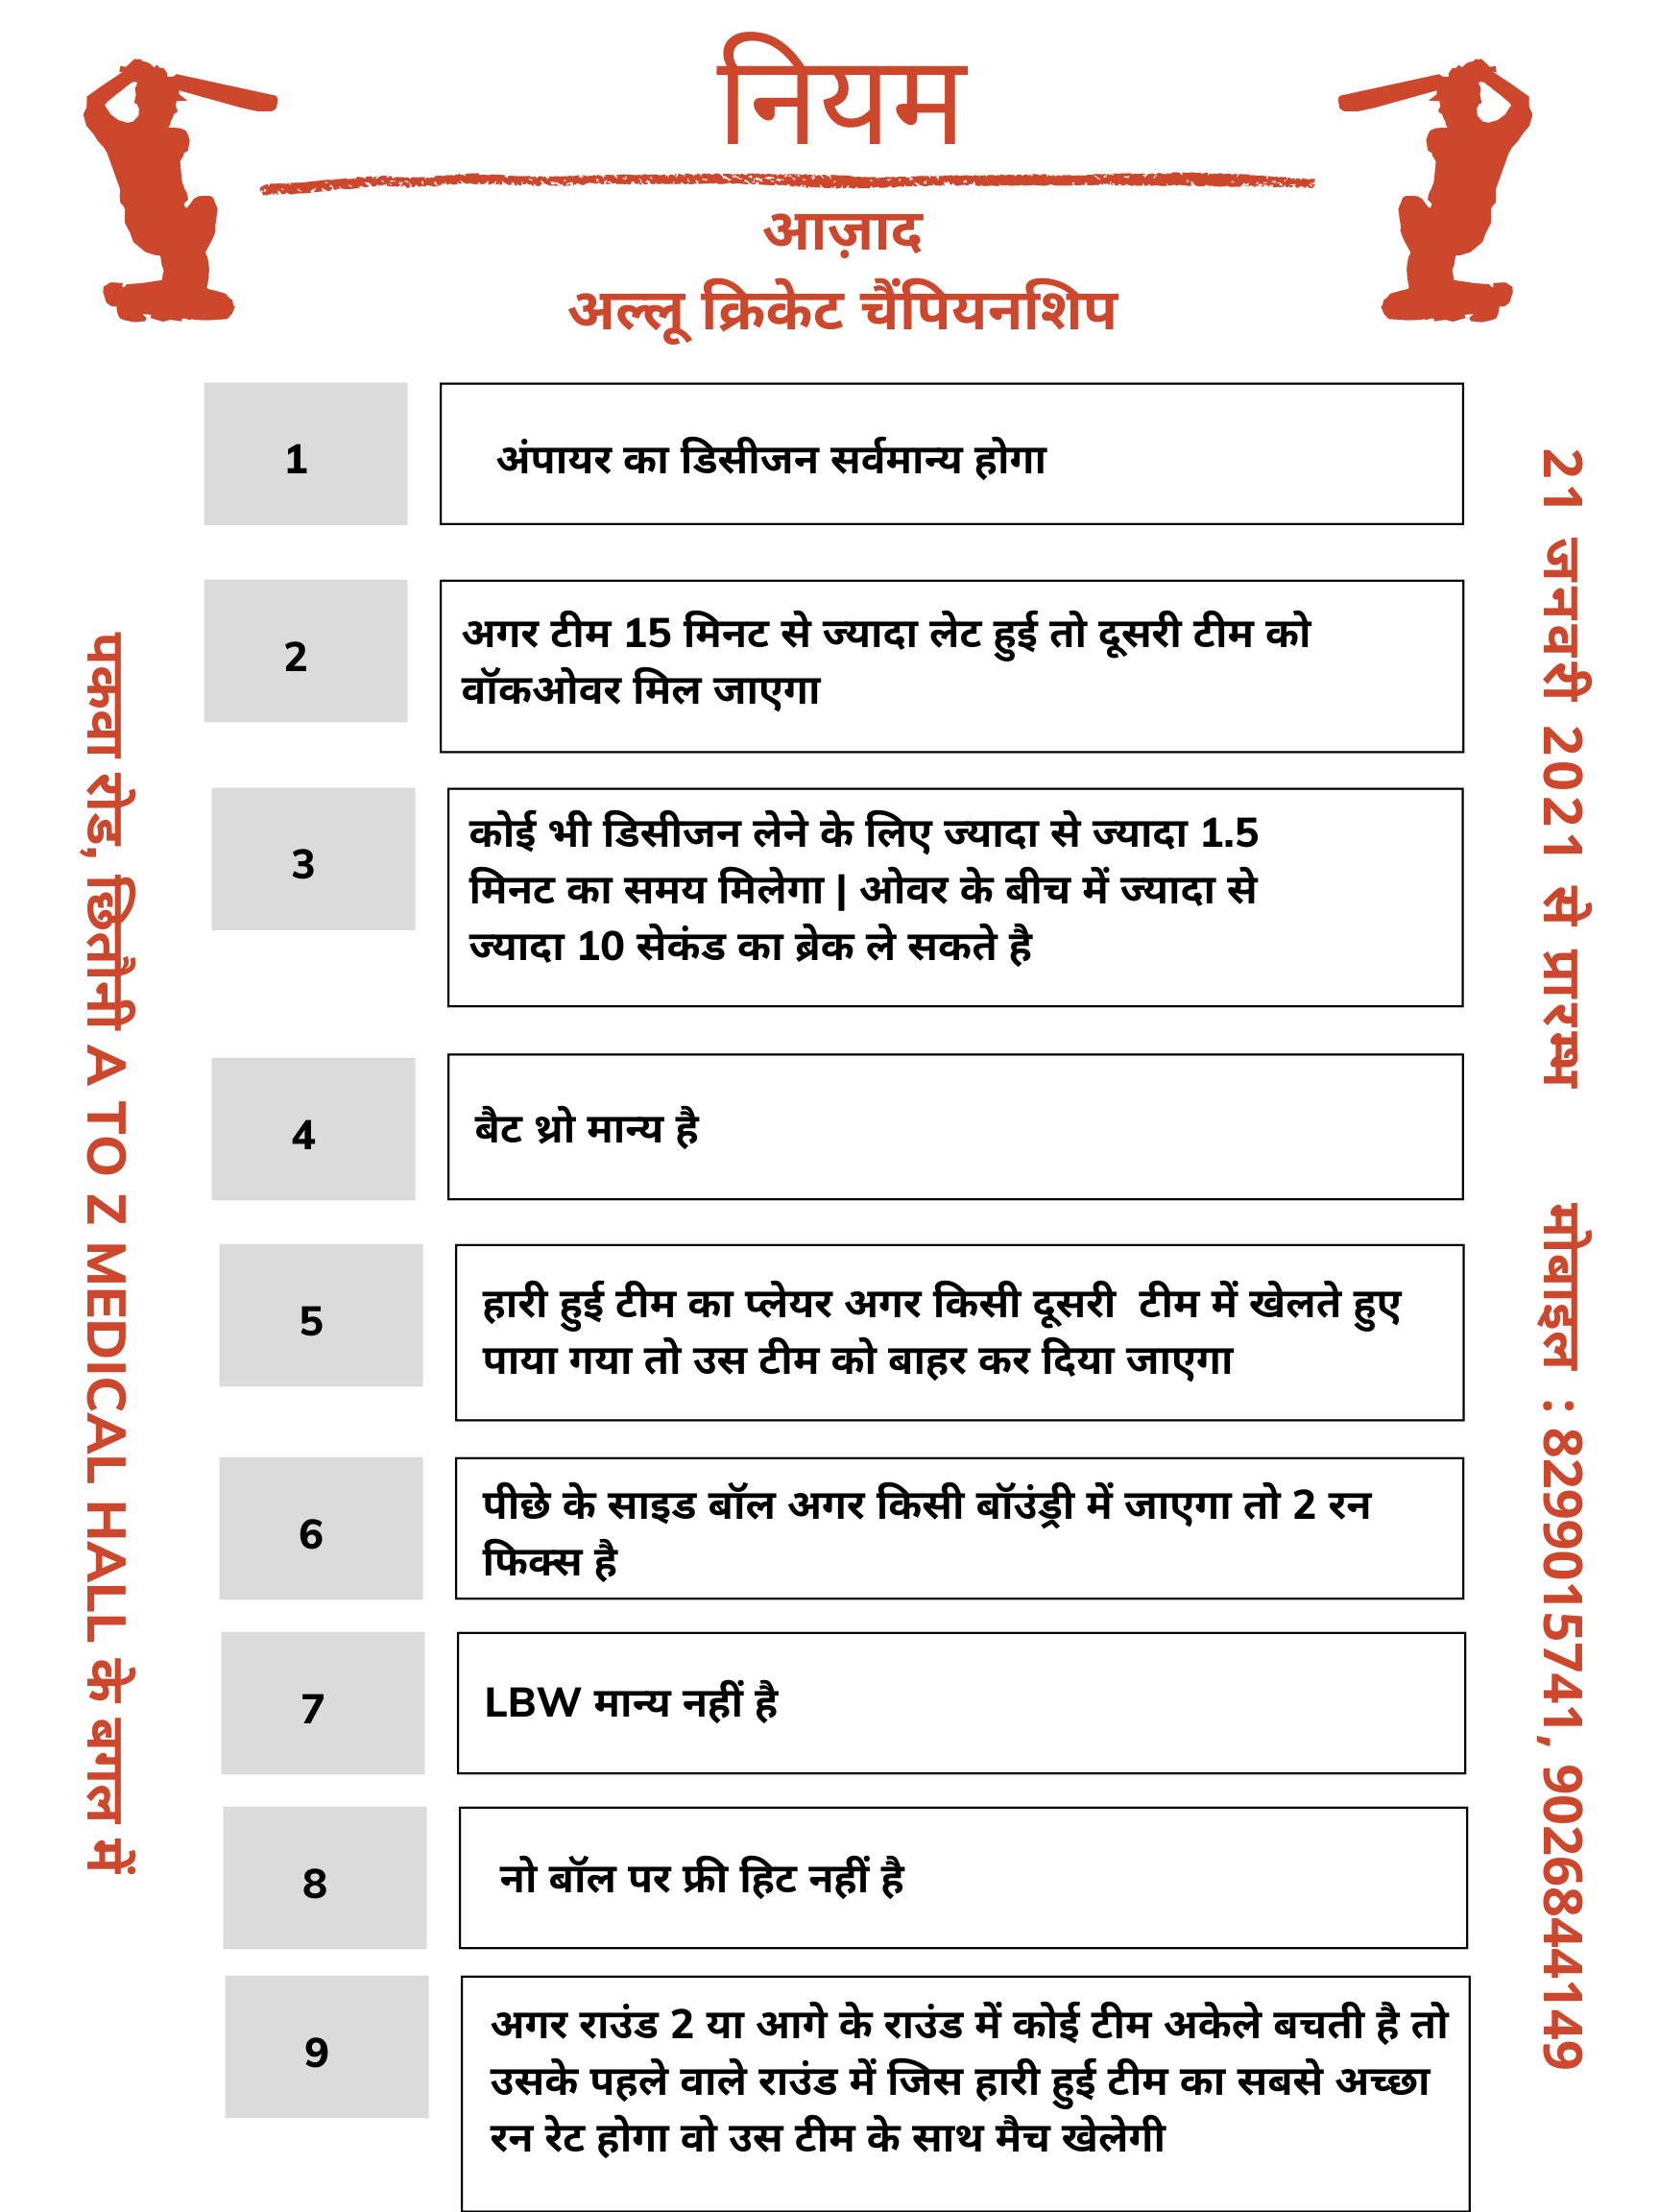 नियम
आज़ाद
अल्लू क्रिकेट चैंपियनशिप
1
अंपायर का डिसीजन सर्वमान्य होगा
2
अगर टीम 15 मिनट से ज्यादा लेट हुई तो दूसरी टीम को
वॉकओवर मिल जाएगा
3
कोई भी डिसीजन लेने के लिए ज्यादा से ज्यादा 1.5
मिनट का समय मिलेगा | ओवर के बीच में ज्यादा से
ज्यादा 10 सेकंड का ब्रेक ले सकते है
4
बैट थ्रो मान्य है
5
हारी हुई टीम का प्लेयर अगर किसी दूसरी टीम में खेलते हुए
पाया गया तो उस टीम को बाहर कर दिया जाएगा
6
पीछे के साइड बॉल अगर किसी बॉउंड्री में जाएगा तो 2 रन
फिक्स है
7
LBW मान्य नहीं है
8
नो बॉल पर फ्री हिट नहीं है
9
अगर राउंड 2 या आगे के राउंड में कोई टीम अकेले बचती है तो
उसके पहले वाले राउंड में जिस हारी हुई टीम का सबसे अच्छा
रन रेट होगा वो उस टीम के साथ मैच खेलेगी
पकवा रोड, छितौनी A TO Z MEDICAL HALL के बगल में
21 जनवरी 2021 से प्रारम्भ मोबाइल : 8299015741, 9026844149